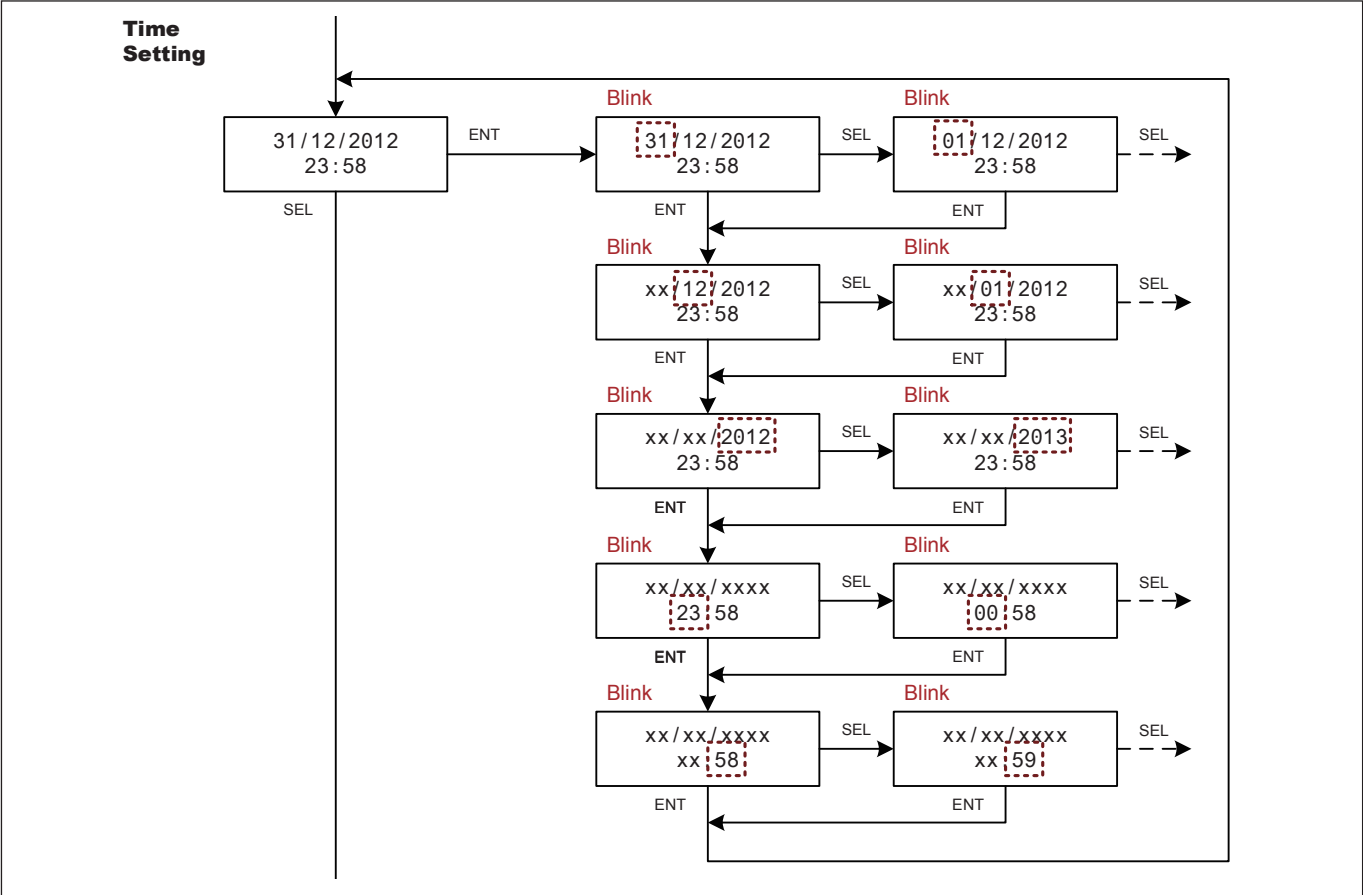 Time
Setting
Blink
Blink
31/12/2012
23:58
ENT
31/12/2012
23:58
SEL
01/12/2012
23:58
SEL
SEL
ENT
ENT
Blink
Blink
xx/12/2012
23:58
SEL
xx/01/2012
23:58
SEL
ENT
ENT
Blink
Blink
xx/xx/2012
23:58
SEL
xx/xx/2013
23:58
SEL
ENT
ENT
Blink
Blink
xx/xx/xxxx
23:58
SEL
xx/xx/xxxx
00:58
SEL
ENT
ENT
Blink
Blink
xx/xx/xxxx
xx 58
SEL
xx/xx/xxxx
xx 59
SEL
ENT
ENT